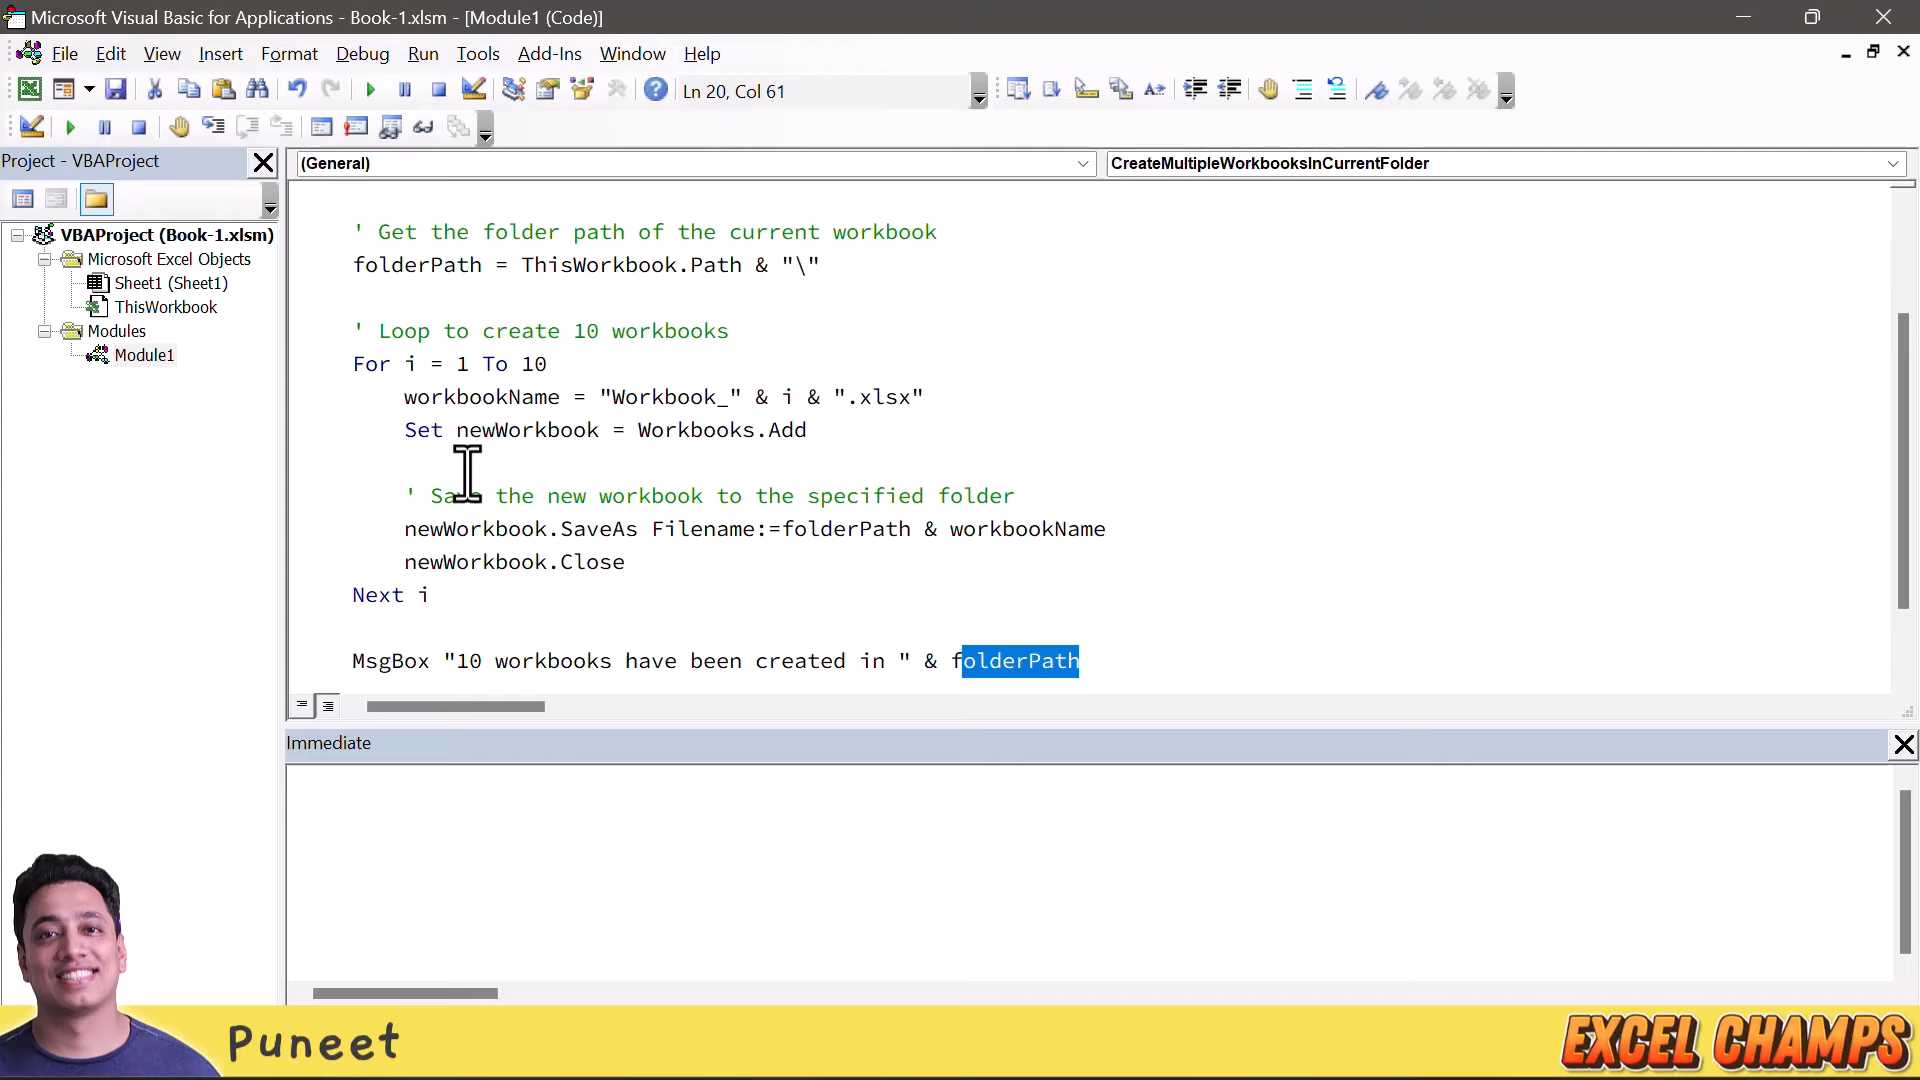 Microsoft Visual Basic for Applications - Book-1.xlsm - [Module1 (Code)]
File Edit View Insert Format Debug Run Tools Add-Ins Window Help
Ln 20, Col 61
Project - VBAProject
(General)
CreateMultipleWorkbooksInCurrentFolder
VBAProject (Book-1.xlsm)
Microsoft Excel Objects
Sheet1 (Sheet1)
ThisWorkbook
Modules
Module1
' Get the folder path of the current workbook
folderPath = ThisWorkbook.Path & "\"
' Loop to create 10 workbooks
For i = 1 To 10
workbookName = "Workbook_" & i & ".xlsx"
Set newWorkbook = Workbooks.Add
' Save the new workbook to the specified folder
newWorkbook.SaveAs Filename:=folderPath & workbookName
newWorkbook.Close
Next i
MsgBox "10 workbooks have been created in " & folderPath
Immediate
Puneet
EXCEL CHAMPS